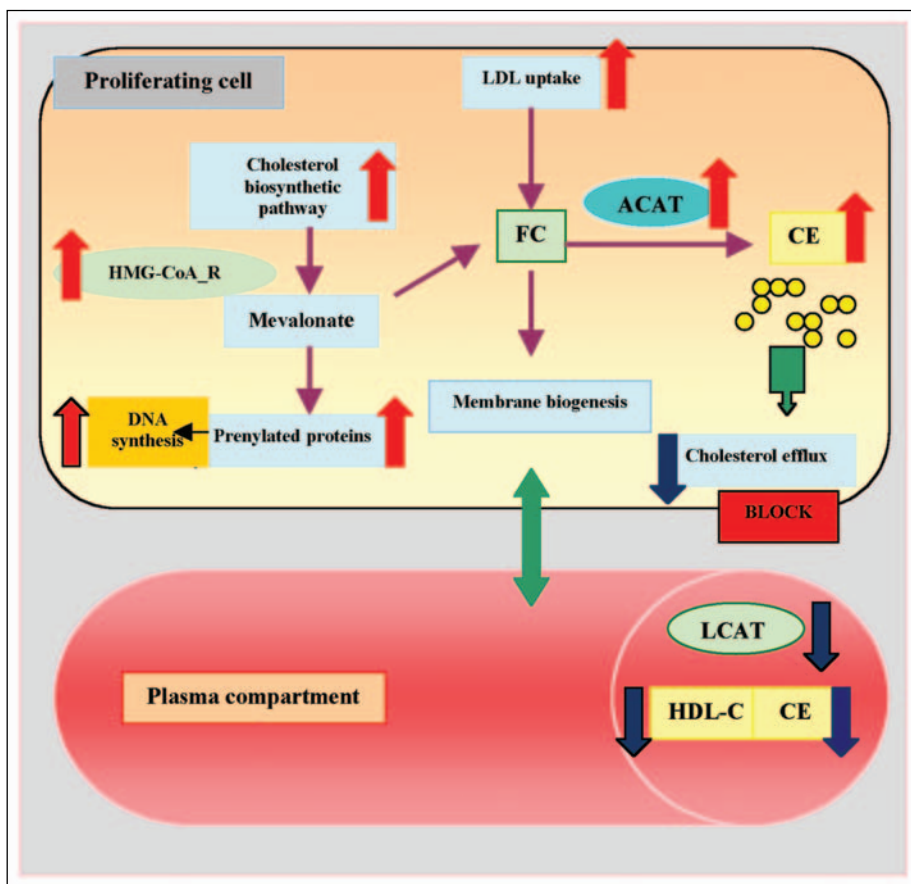 Proliferating cell
LDL uptake
Cholesterol
biosynthetic
pathway
ACAT
FC
CE
HMG-CoA_R
Mevalonate
DNA
synthesis
Prenylated proteins
Membrane biogenesis
Cholesterol efflux
BLOCK
LCAT
Plasma compartment
HDL-C
CE